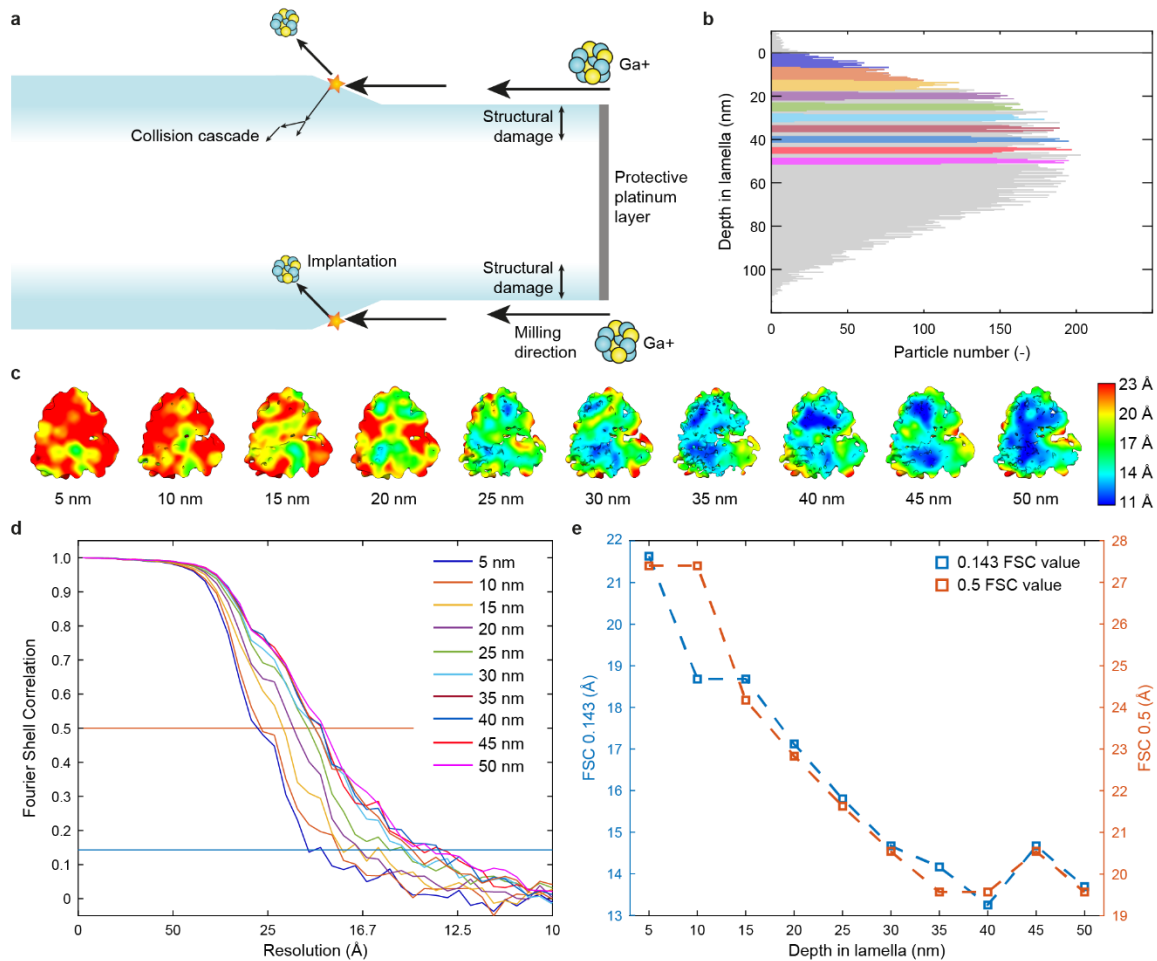 a
Ga+
Collision cascade
Structural
damage
Protective
platinum
layer
Implantation
Structural
damage
Milling
direction
Ga+
b
0
20
40
60
80
100
Depth in lamella (nm)
0
50
100
150
200
Particle number (-)
c
5 nm
10 nm
15 nm
20 nm
25 nm
30 nm
35 nm
40 nm
45 nm
50 nm
23 Å
20 Å
17 Å
14 Å
11 Å
d
1.0
0.9
0.8
0.7
0.6
0.5
0.4
0.3
0.2
0.1
0
Fourier Shell Correlation
5 nm
10 nm
15 nm
20 nm
25 nm
30 nm
35 nm
40 nm
45 nm
50 nm
0
50
25
16.7
12.5
10
Resolution (Å)
e
22
21
20
19
18
17
16
15
14
13
FSC 0.143 (Å)
0.143 FSC value
0.5 FSC value
28
27
26
25
24
23
22
21
20
19
FSC 0.5 (Å)
5
10
15
20
25
30
35
40
45
50
Depth in lamella (nm)